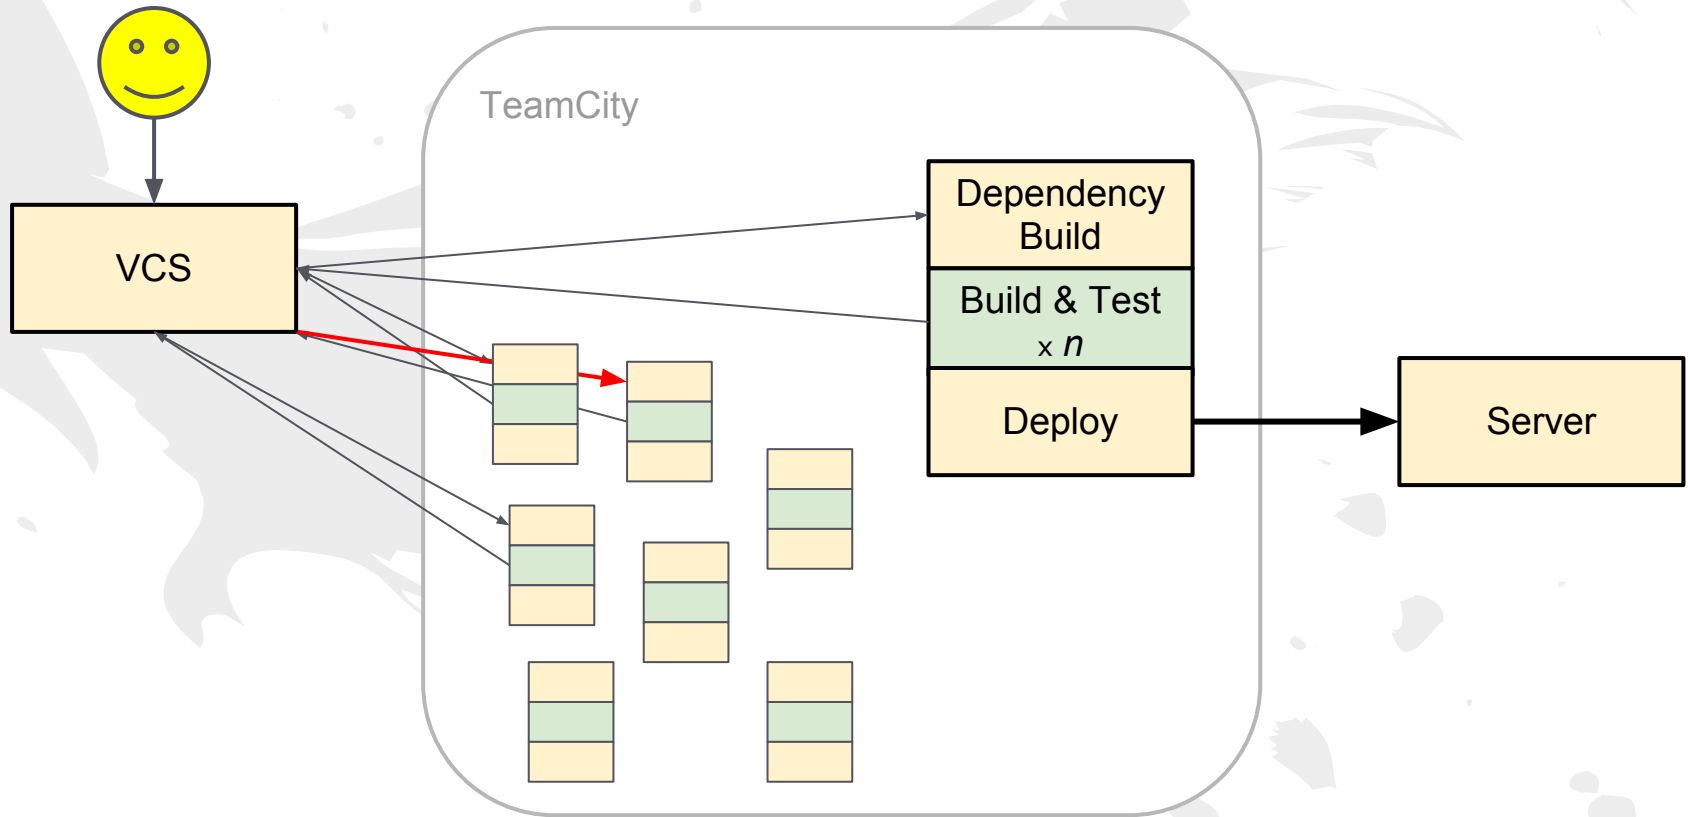 TeamCity
VCS
Dependency
Build
Build & Test
x n
Deploy
Server